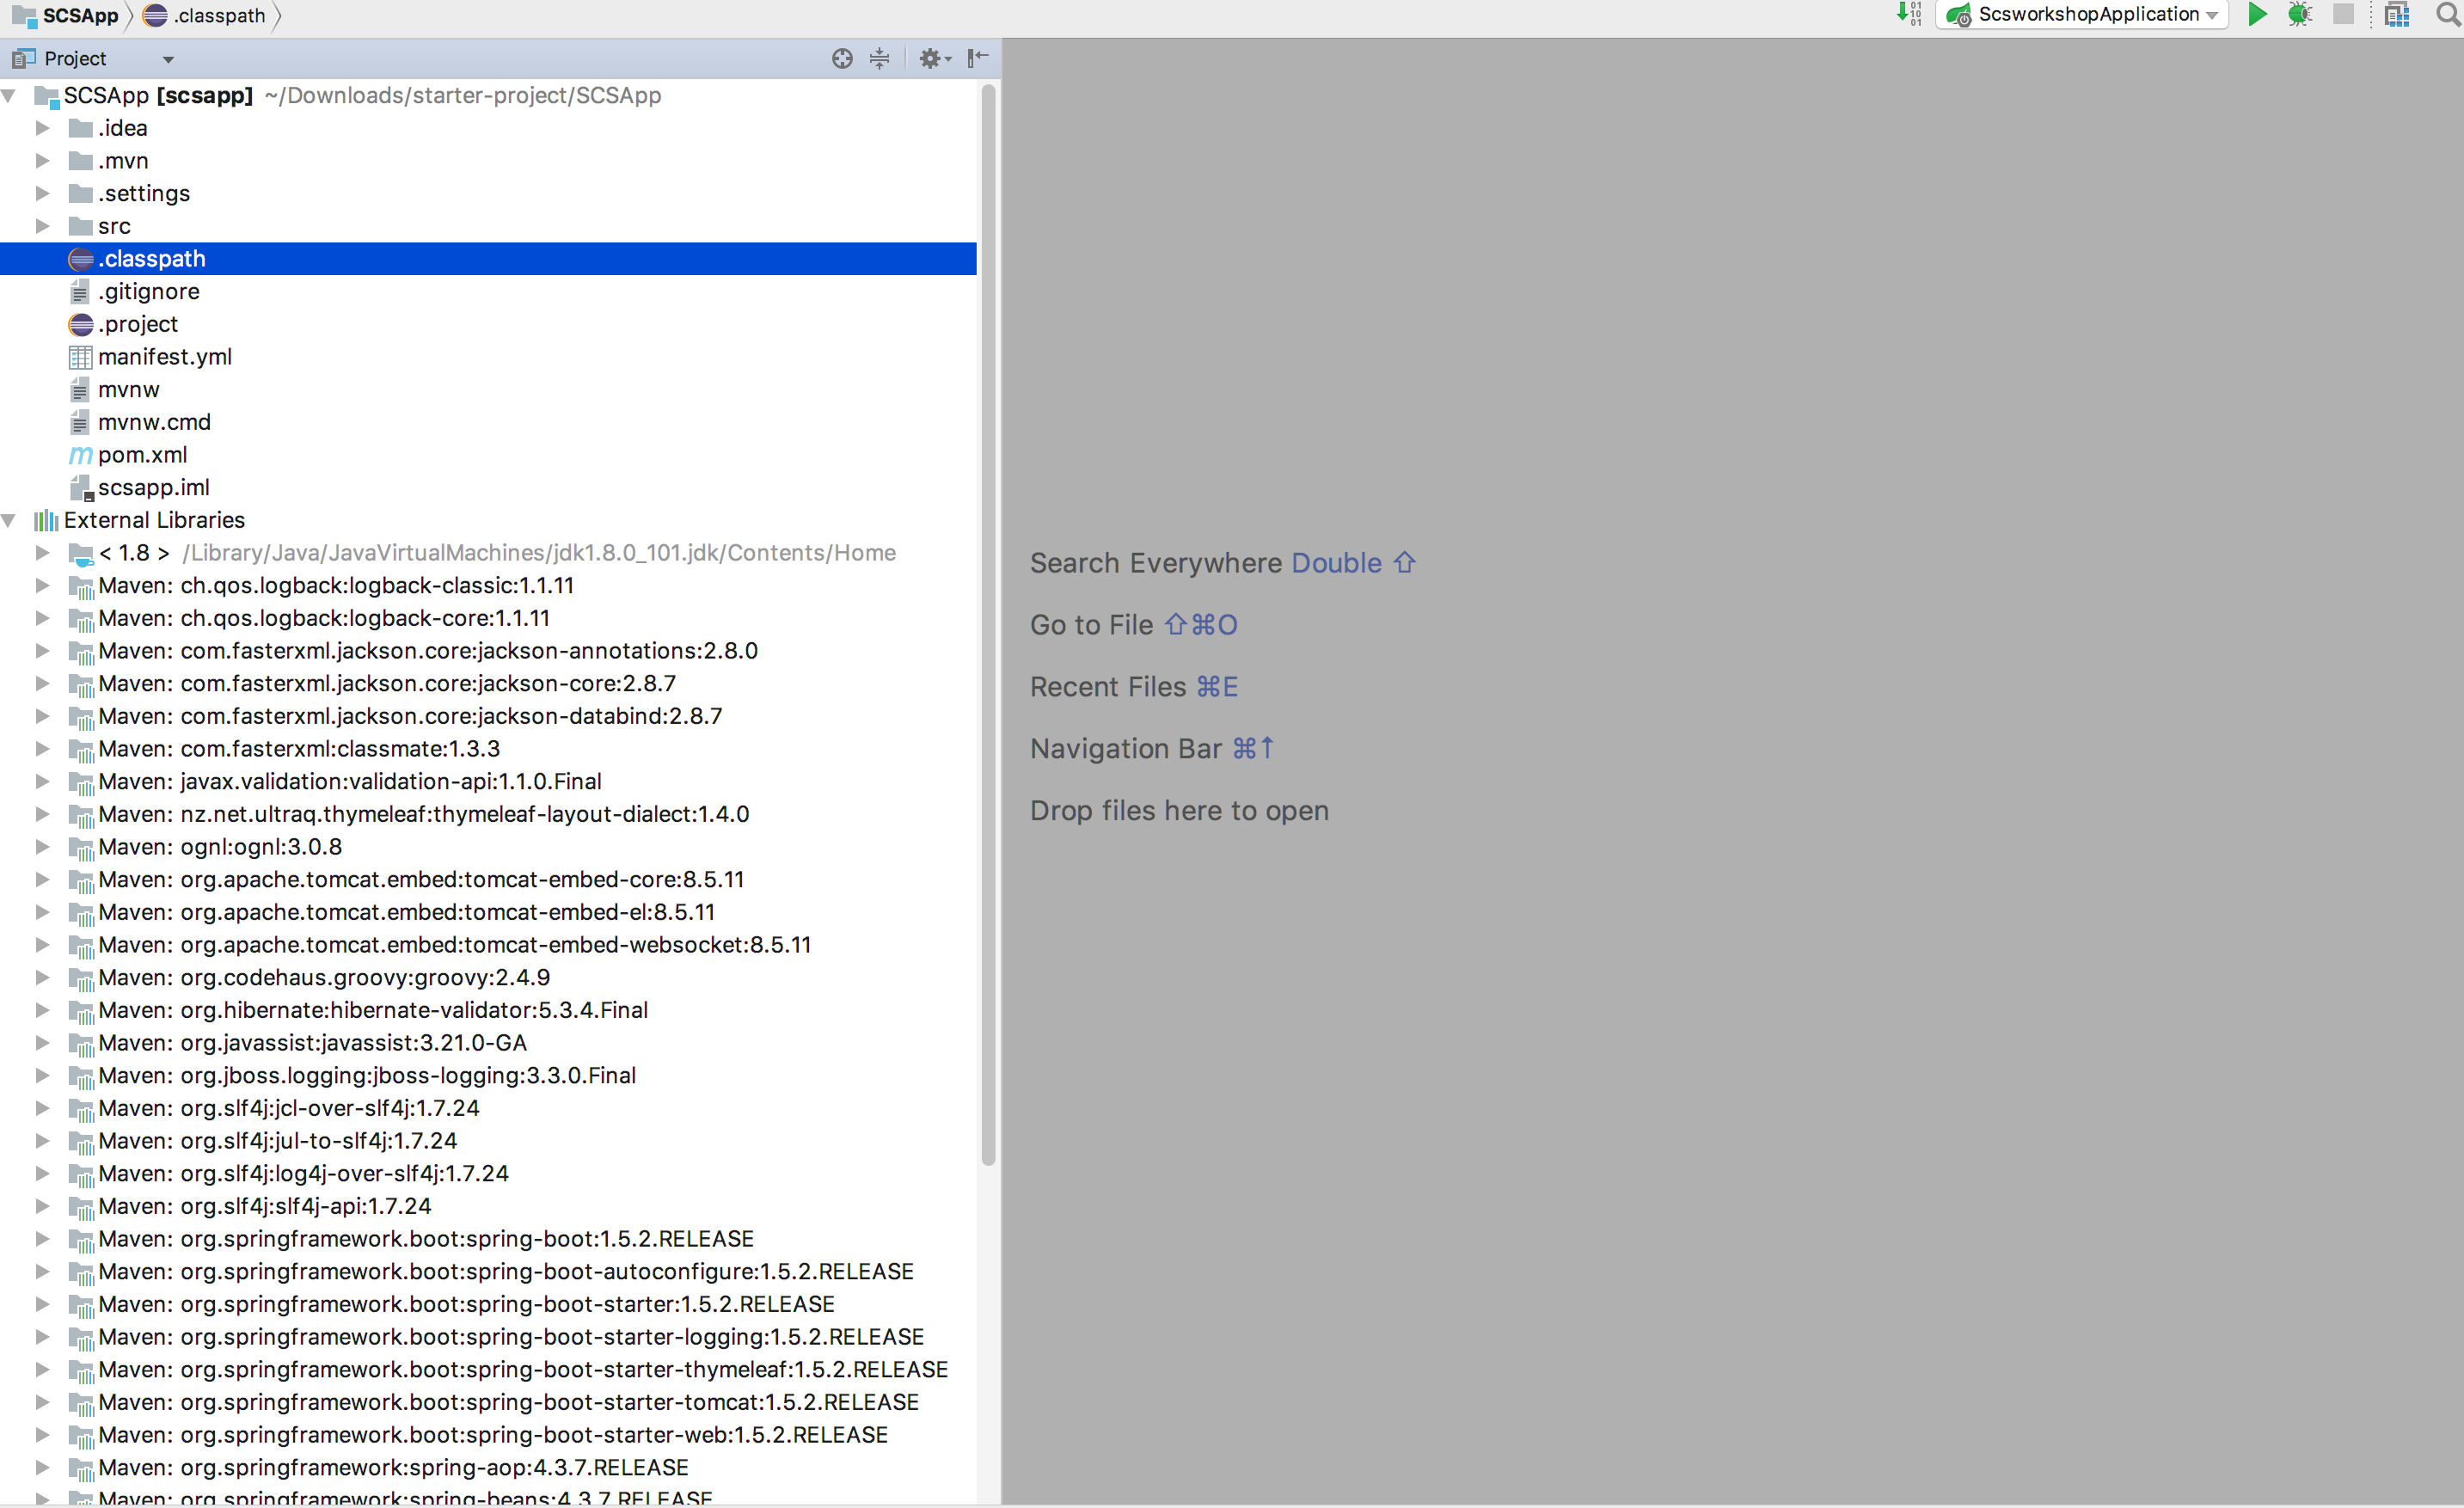 SCSApp .classpath ScsworkshopApplication
Project
SCSApp [scsapp] ~/Downloads/starter-project/SCSApp
.idea
.mvn
.settings
src
.classpath
.gitignore
.project
manifest.yml
mvnw
mvnw.cmd
pom.xml
scsapp.iml
External Libraries
< 1.8 > /Library/Java/JavaVirtualMachines/jdk1.8.0_101.jdk/Contents/Home
Maven: ch.qos.logback:logback-classic:1.1.11
Maven: ch.qos.logback:logback-core:1.1.11
Maven: com.fasterxml.jackson.core:jackson-annotations:2.8.0
Maven: com.fasterxml.jackson.core:jackson-core:2.8.7
Maven: com.fasterxml.jackson.core:jackson-databind:2.8.7
Maven: com.fasterxml:classmate:1.3.3
Maven: javax.validation:validation-api:1.1.0.Final
Maven: nz.net.ultraq.thymeleaf:thymeleaf-layout-dialect:1.4.0
Maven: ognl:ognl:3.0.8
Maven: org.apache.tomcat.embed:tomcat-embed-core:8.5.11
Maven: org.apache.tomcat.embed:tomcat-embed-el:8.5.11
Maven: org.apache.tomcat.embed:tomcat-embed-websocket:8.5.11
Maven: org.codehaus.groovy:groovy:2.4.9
Maven: org.hibernate:hibernate-validator:5.3.4.Final
Maven: org.javassist:javassist:3.21.0-GA
Maven: org.jboss.logging:jboss-logging:3.3.0.Final
Maven: org.slf4j:jcl-over-slf4j:1.7.24
Maven: org.slf4j:jul-to-slf4j:1.7.24
Maven: org.slf4j:log4j-over-slf4j:1.7.24
Maven: org.slf4j:slf4j-api:1.7.24
Maven: org.springframework.boot:spring-boot:1.5.2.RELEASE
Maven: org.springframework.boot:spring-boot-autoconfigure:1.5.2.RELEASE
Maven: org.springframework.boot:spring-boot-starter:1.5.2.RELEASE
Maven: org.springframework.boot:spring-boot-starter-logging:1.5.2.RELEASE
Maven: org.springframework.boot:spring-boot-starter-thymeleaf:1.5.2.RELEASE
Maven: org.springframework.boot:spring-boot-starter-tomcat:1.5.2.RELEASE
Maven: org.springframework.boot:spring-boot-starter-web:1.5.2.RELEASE
Maven: org.springframework:spring-aop:4.3.7.RELEASE
Maven: org.springframework:spring-beans:4.3.7.RELEASE
Search Everywhere Double ⇧
Go to File ⇧⌘O
Recent Files ⌘E
Navigation Bar ⌘↑
Drop files here to open